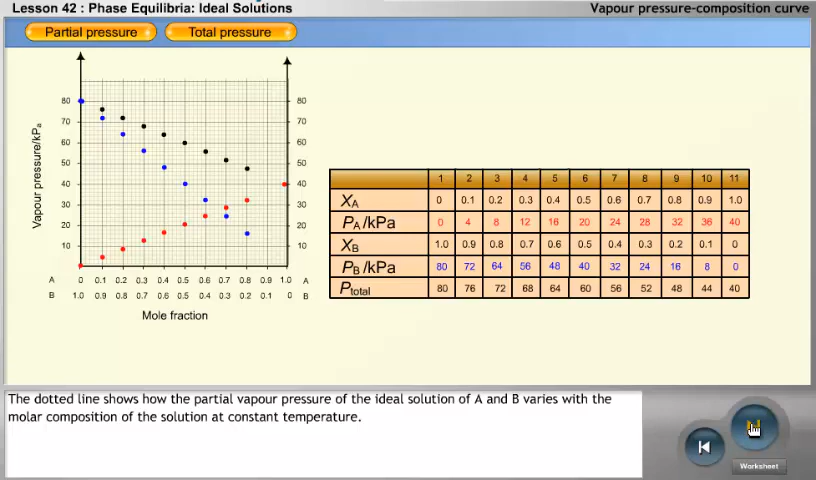 Lesson 42 : Phase Equilibria: Ideal Solutions
Vapour pressure-composition curve
Partial pressure
Total pressure
Vapour pressure/kPa
80 80
70 70
60 60
50 50
40 40
30 30
20 20
10 10
A 0 0.1 0.2 0.3 0.4 0.5 0.6 0.7 0.8 0.9 1.0 A
B 1.0 0.9 0.8 0.7 0.6 0.5 0.4 0.3 0.2 0.1 0 B
Mole fraction
1 2 3 4 5 6 7 8 9 10 11
XA 0 0.1 0.2 0.3 0.4 0.5 0.6 0.7 0.8 0.9 1.0
PA/kPa 0 4 8 12 16 20 24 28 32 36 40
XB 1.0 0.9 0.8 0.7 0.6 0.5 0.4 0.3 0.2 0.1 0
PB/kPa 80 72 64 56 48 40 32 24 16 8 0
Ptotal 80 76 72 68 64 60 56 52 48 44 40
The dotted line shows how the partial vapour pressure of the ideal solution of A and B varies with the
molar composition of the solution at constant temperature.
Worksheet